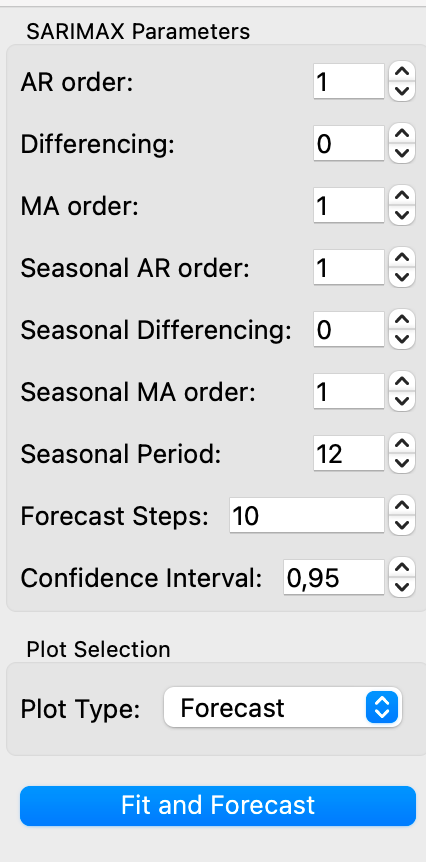 SARIMAX Parameters
AR order: 1
Differencing: 0
MA order: 1
Seasonal AR order: 1
Seasonal Differencing: 0
Seasonal MA order: 1
Seasonal Period: 12
Forecast Steps: 10
Confidence Interval: 0,95
Plot Selection
Plot Type: Forecast
Fit and Forecast